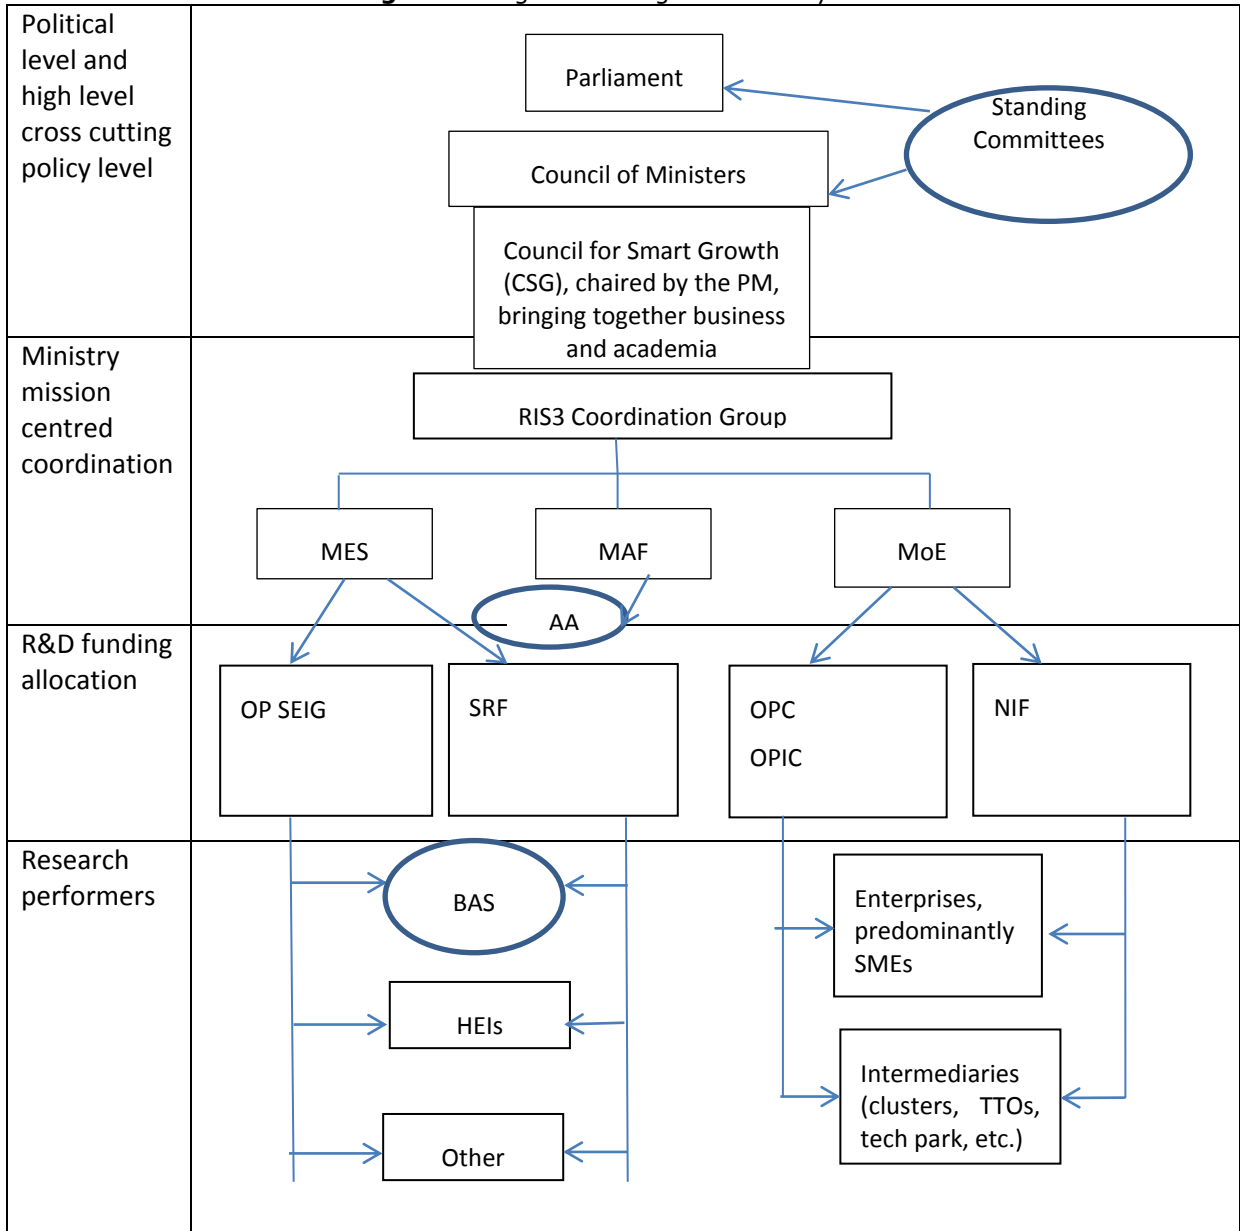 Political
level and
high level
cross cutting
policy level
Parliament
Standing
Committees
Council of Ministers
Council for Smart Growth
(CSG), chaired by the PM,
bringing together business
and academia
Ministry
mission
centred
coordination
RIS3 Coordination Group
MES
MAF
MoE
AA
R&D funding
allocation
OP SEIG
SRF
OPC
OPIC
NIF
Research
performers
BAS
Enterprises,
predominantly
SMEs
HEIs
Intermediaries
(clusters, TTOs,
tech park, etc.)
Other